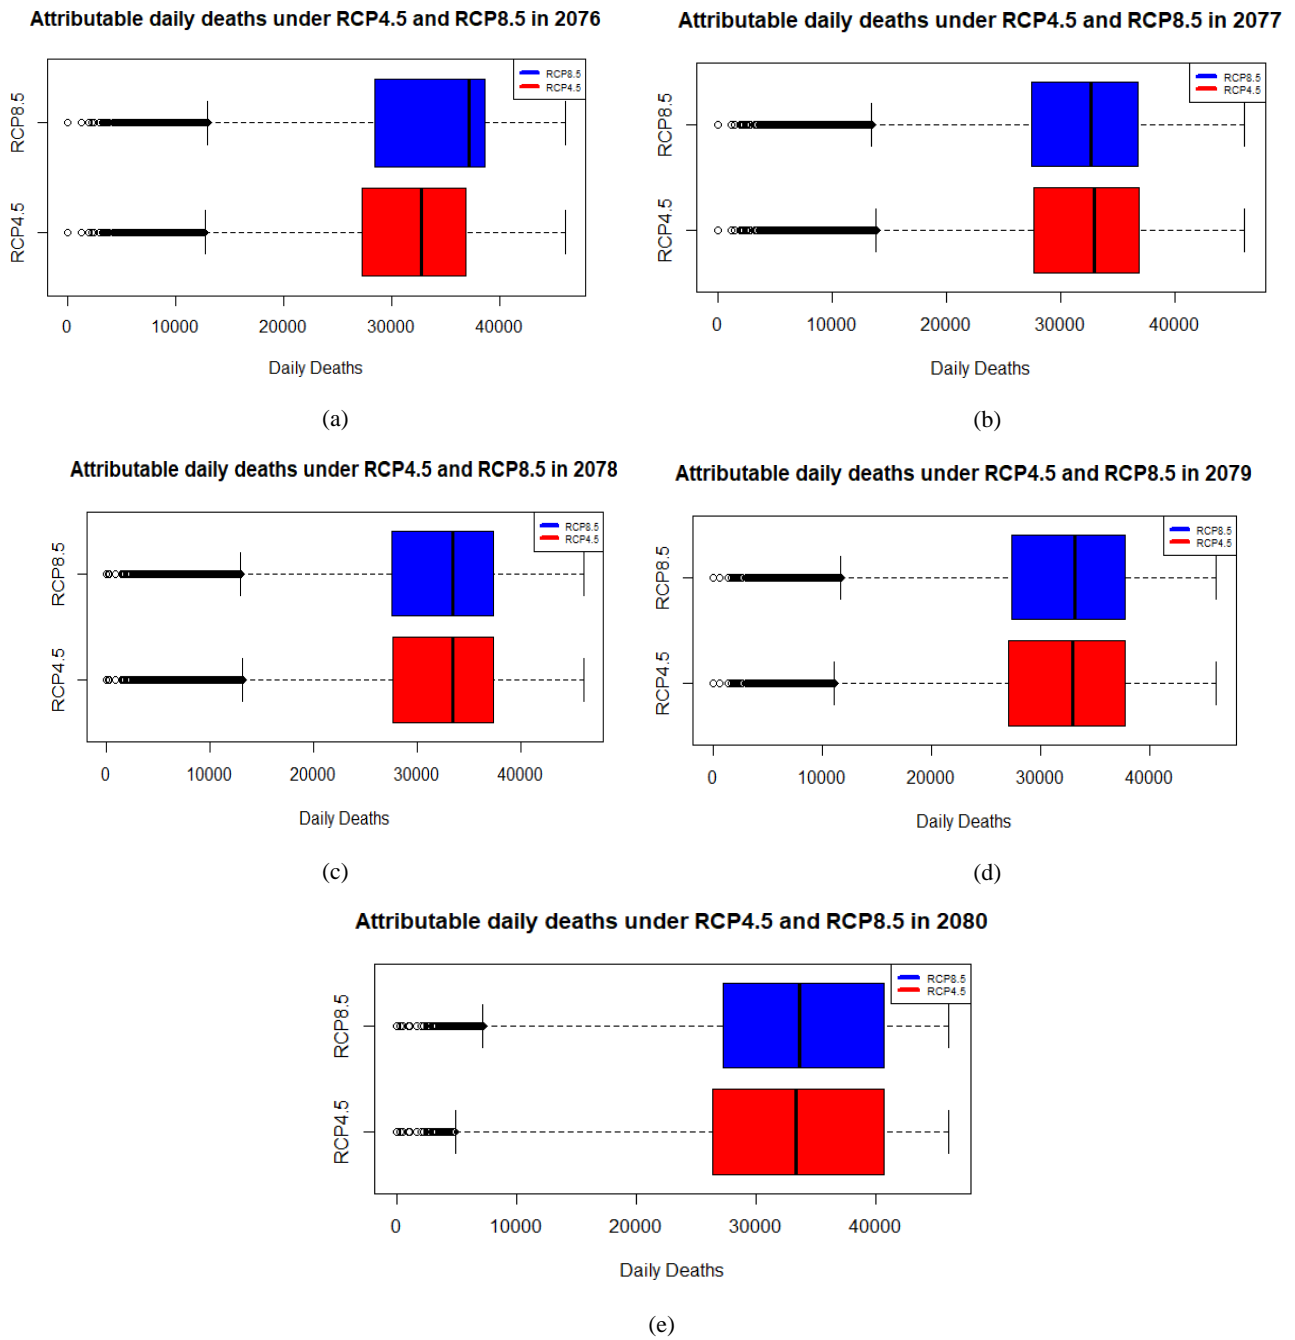 Attributable daily deaths under RCP4.5 and RCP8.5 in 2076
RCP8.5
RCP4.5
RCP8.5
RCP4.5
0 10000 20000 30000 40000
Daily Deaths
(a)
Attributable daily deaths under RCP4.5 and RCP8.5 in 2077
RCP8.5
RCP4.5
RCP8.5
RCP4.5
0 10000 20000 30000 40000
Daily Deaths
(b)
Attributable daily deaths under RCP4.5 and RCP8.5 in 2078
RCP8.5
RCP4.5
RCP8.5
RCP4.5
0 10000 20000 30000 40000
Daily Deaths
(c)
Attributable daily deaths under RCP4.5 and RCP8.5 in 2079
RCP8.5
RCP4.5
RCP8.5
RCP4.5
0 10000 20000 30000 40000
Daily Deaths
(d)
Attributable daily deaths under RCP4.5 and RCP8.5 in 2080
RCP8.5
RCP4.5
RCP8.5
RCP4.5
0 10000 20000 30000 40000
Daily Deaths
(e)